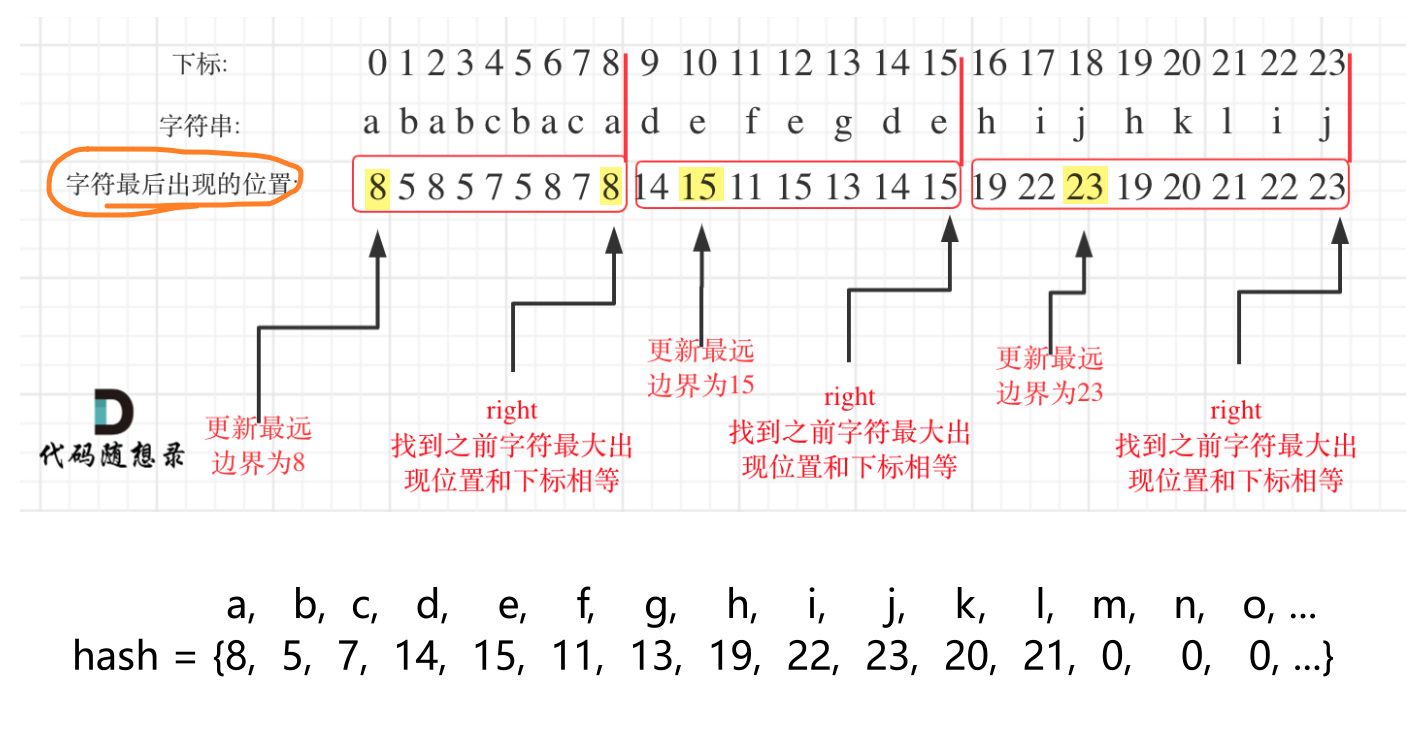 下标: 0 1 2 3 4 5 6 7 8 9 10 11 12 13 14 15 16 17 18 19 20 21 22 23
字符串: a b a b c b a c a d e f e g d e h i j h k l i j
字符最后出现的位置: 8 5 8 5 7 5 8 7 8 14 15 11 15 13 14 15 19 22 23 19 20 21 22 23
更新最远
边界为8
right
找到之前字符最大出
现位置和下标相等
更新最远
边界为15
right
找到之前字符最大出
现位置和下标相等
更新最远
边界为23
right
找到之前字符最大出
现位置和下标相等
代码随想录
a, b, c, d, e, f, g, h, i, j, k, l, m, n, o, ...
hash = {8, 5, 7, 14, 15, 11, 13, 19, 22, 23, 20, 21, 0, 0, 0, ...}